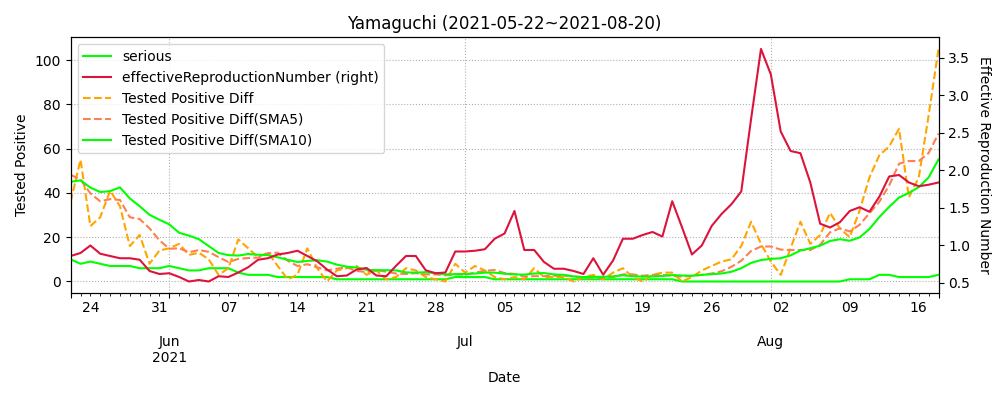 Yamaguchi (2021-05-22~2021-08-20)
serious
effectiveReproductionNumber (right)
Tested Positive Diff
Tested Positive Diff(SMA5)
Tested Positive Diff(SMA10)
Tested Positive
100
80
60
40
20
0
Effective Reproduction Number
3.5
3.0
2.5
2.0
1.5
1.0
0.5
24 31 07 14 21 28 05 12 19 26 02 09 16
Jun Jul Aug
2021
Date